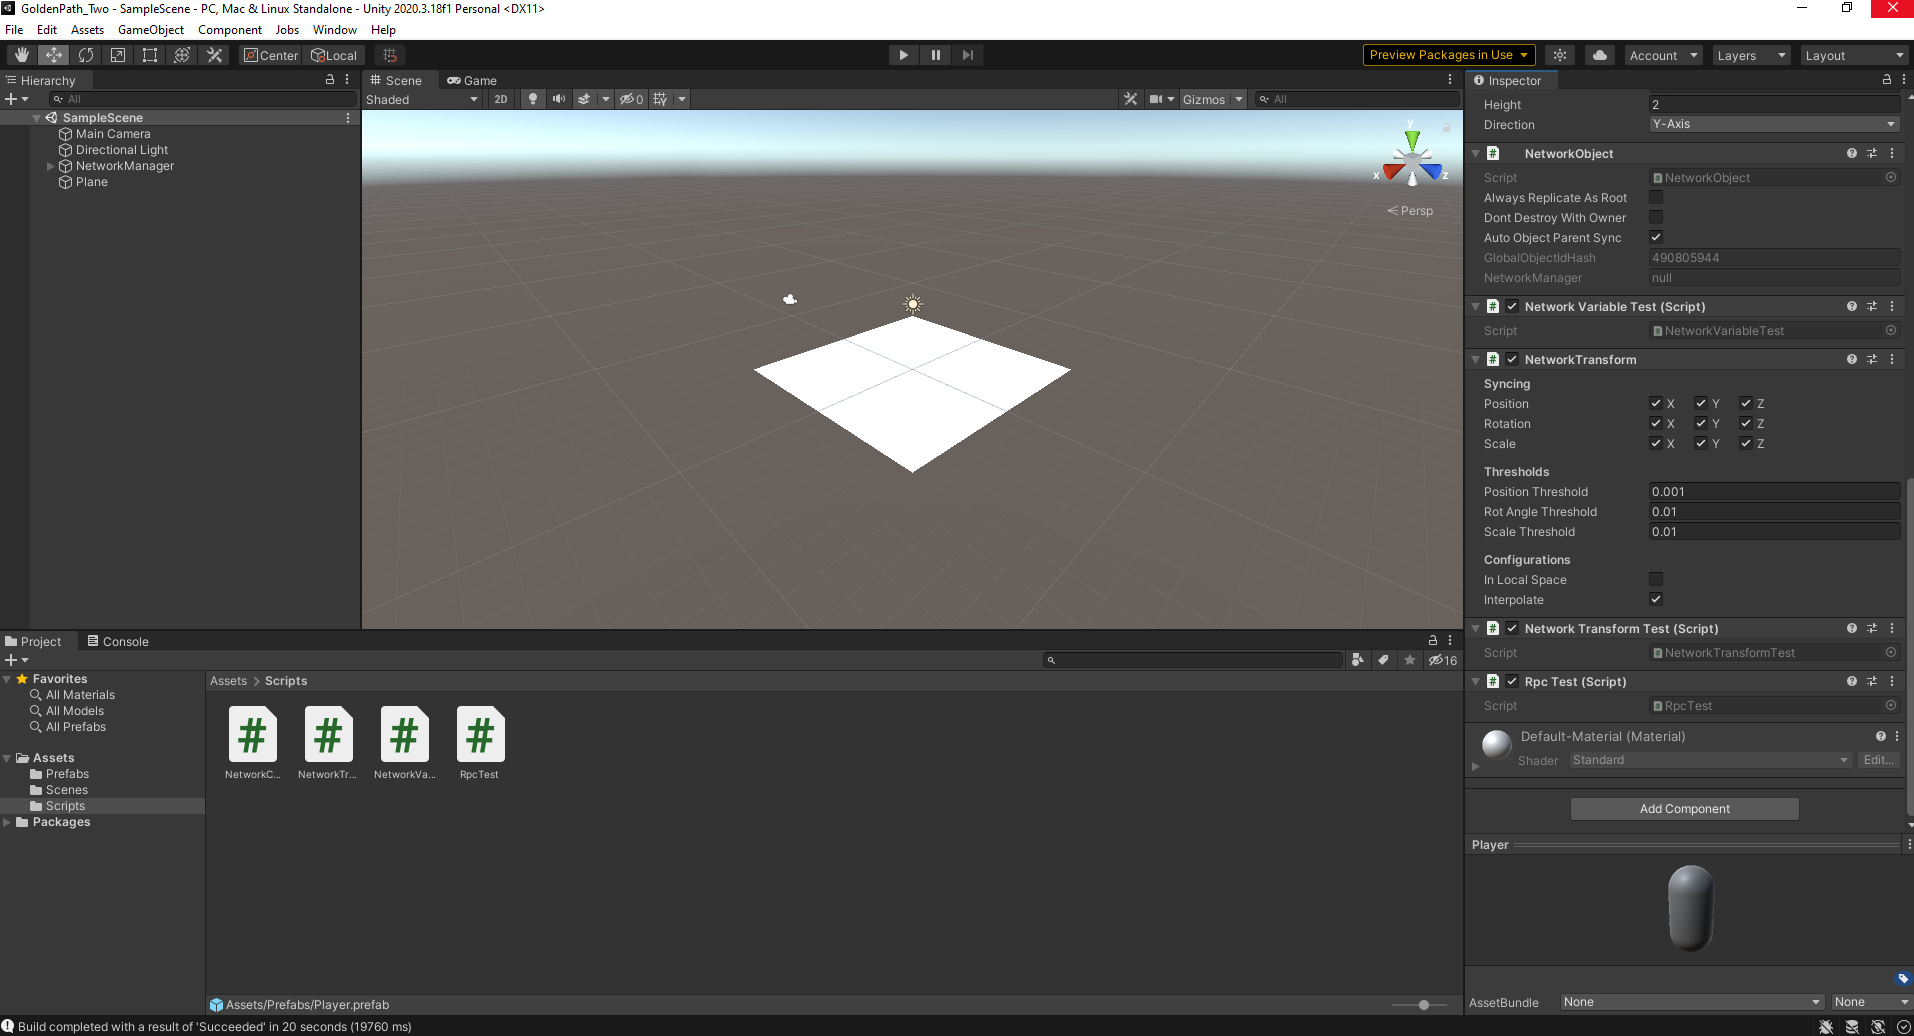 GoldenPath_Two - SampleScene - PC, Mac & Linux Standalone - Unity 2020.3.18f1 Personal <DX11>
File Edit Assets GameObject Component Jobs Window Help
Center Local Preview Packages in Use Account Layers Layout
Hierarchy
All
SampleScene
Main Camera
Directional Light
NetworkManager
Plane
Scene Game
Shaded 2D 0 Gizmos All
y
x z
Persp
Inspector
Height 2
Direction Y-Axis
NetworkObject
Script NetworkObject
Always Replicate As Root
Dont Destroy With Owner
Auto Object Parent Sync
GlobalObjectIdHash 490805944
NetworkManager null
Network Variable Test (Script)
Script NetworkVariableTest
NetworkTransform
Syncing
Position X Y Z
Rotation X Y Z
Scale X Y Z
Thresholds
Position Threshold 0.001
Rot Angle Threshold 0.01
Scale Threshold 0.01
Configurations
In Local Space
Interpolate
Network Transform Test (Script)
Script NetworkTransformTest
Rpc Test (Script)
Script RpcTest
Default-Material (Material)
Shader Standard Edit...
Add Component
Player
AssetBundle None None
Project Console
16
Favorites
All Materials
All Models
All Prefabs
Assets
Prefabs
Scenes
Scripts
Packages
Assets > Scripts
NetworkC... NetworkTr... NetworkVa... RpcTest
Assets/Prefabs/Player.prefab
Build completed with a result of 'Succeeded' in 20 seconds (19760 ms)